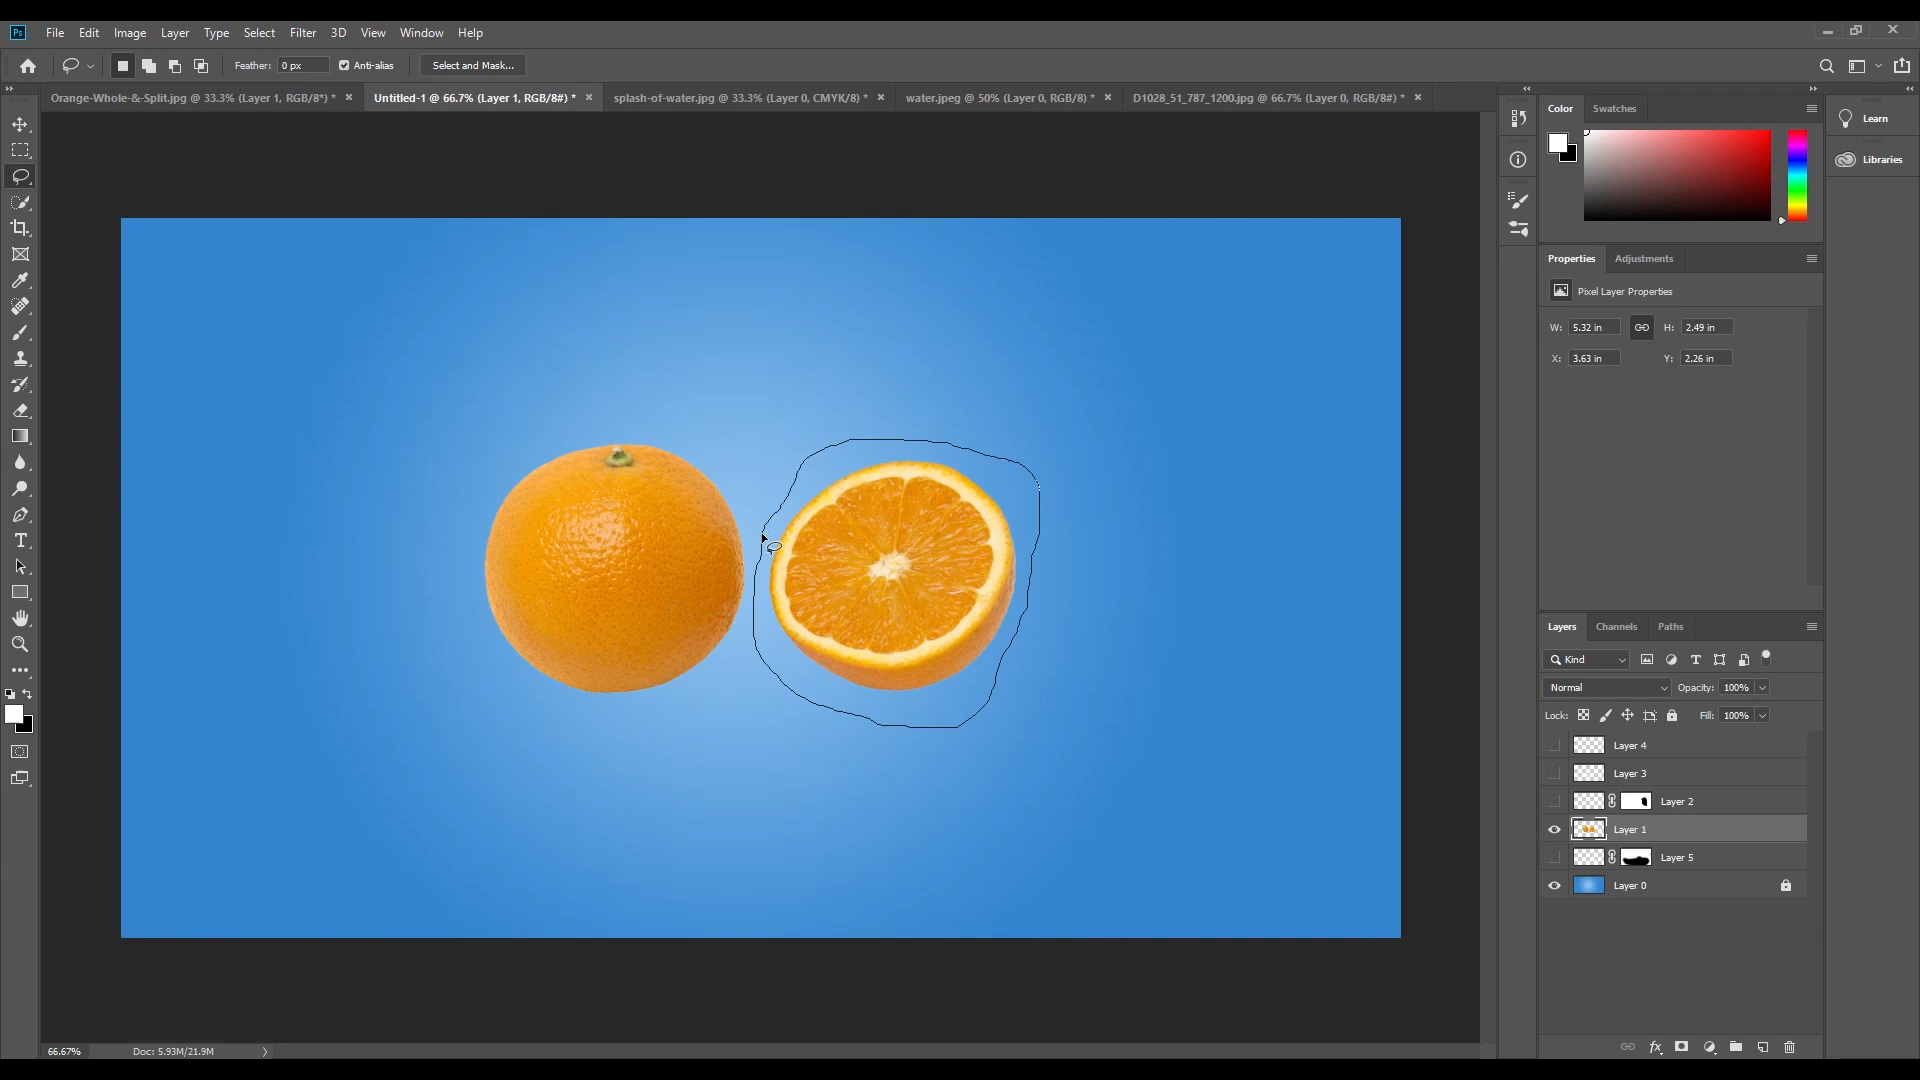 Ps File Edit Image Layer Type Select Filter 3D View Window Help
Feather: 0 px Anti-alias Select and Mask...
Orange-Whole-&-Split.jpg @ 33.3% (Layer 1, RGB/8*) * × Untitled-1 @ 66.7% (Layer 1, RGB/8#) * × splash-of-water.jpg @ 33.3% (Layer 0, CMYK/8) * × water.jpeg @ 50% (Layer 0, RGB/8) * × D1028_51_787_1200.jpg @ 66.7% (Layer 0, RGB/8#) * ×
Color Swatches
Learn
Libraries
Properties Adjustments
Pixel Layer Properties
W: 5.32 in H: 2.49 in
X: 3.63 in Y: 2.26 in
Layers Channels Paths
Kind
Normal Opacity: 100%
Lock: Fill: 100%
Layer 4
Layer 3
Layer 2
Layer 1
Layer 5
Layer 0
66.67% Doc: 5.93M/21.9M
fx